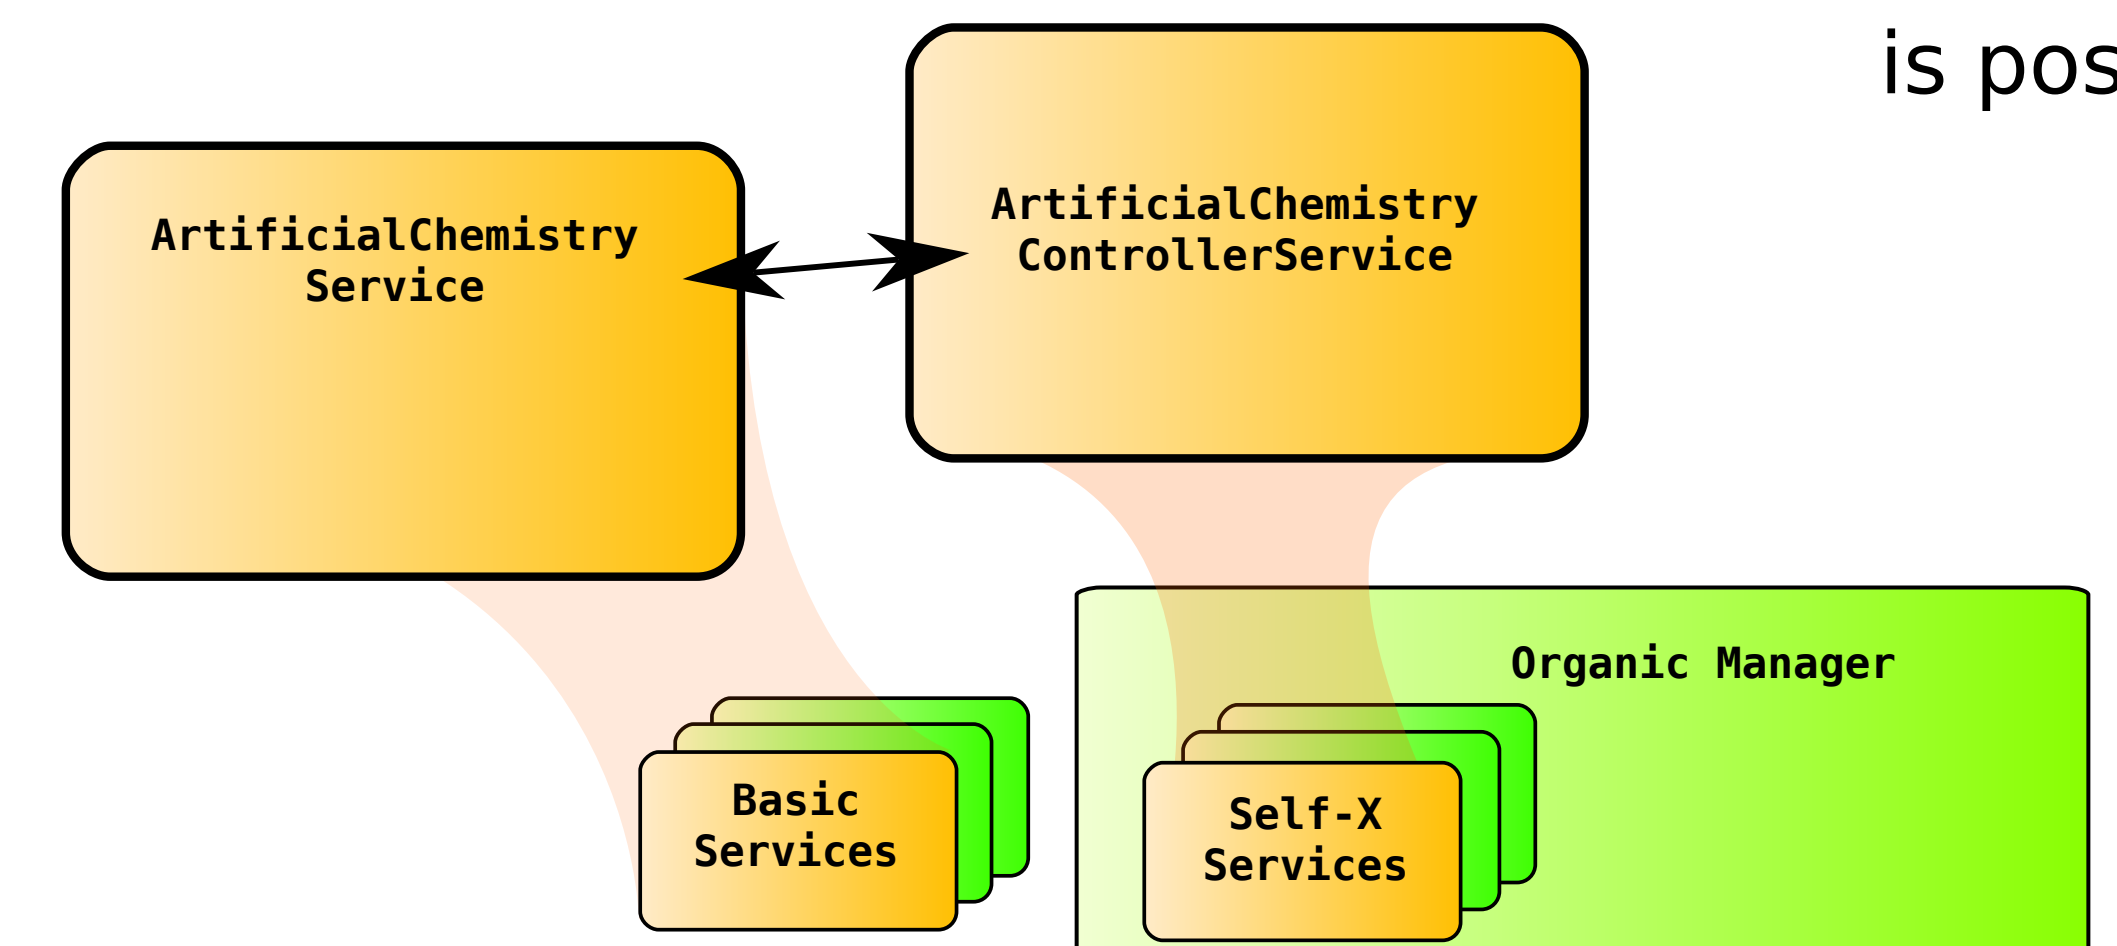 is pos
ArtificialChemistry
Service
ArtificialChemistry
ControllerService
Organic Manager
Basic
Services
Self-X
Services